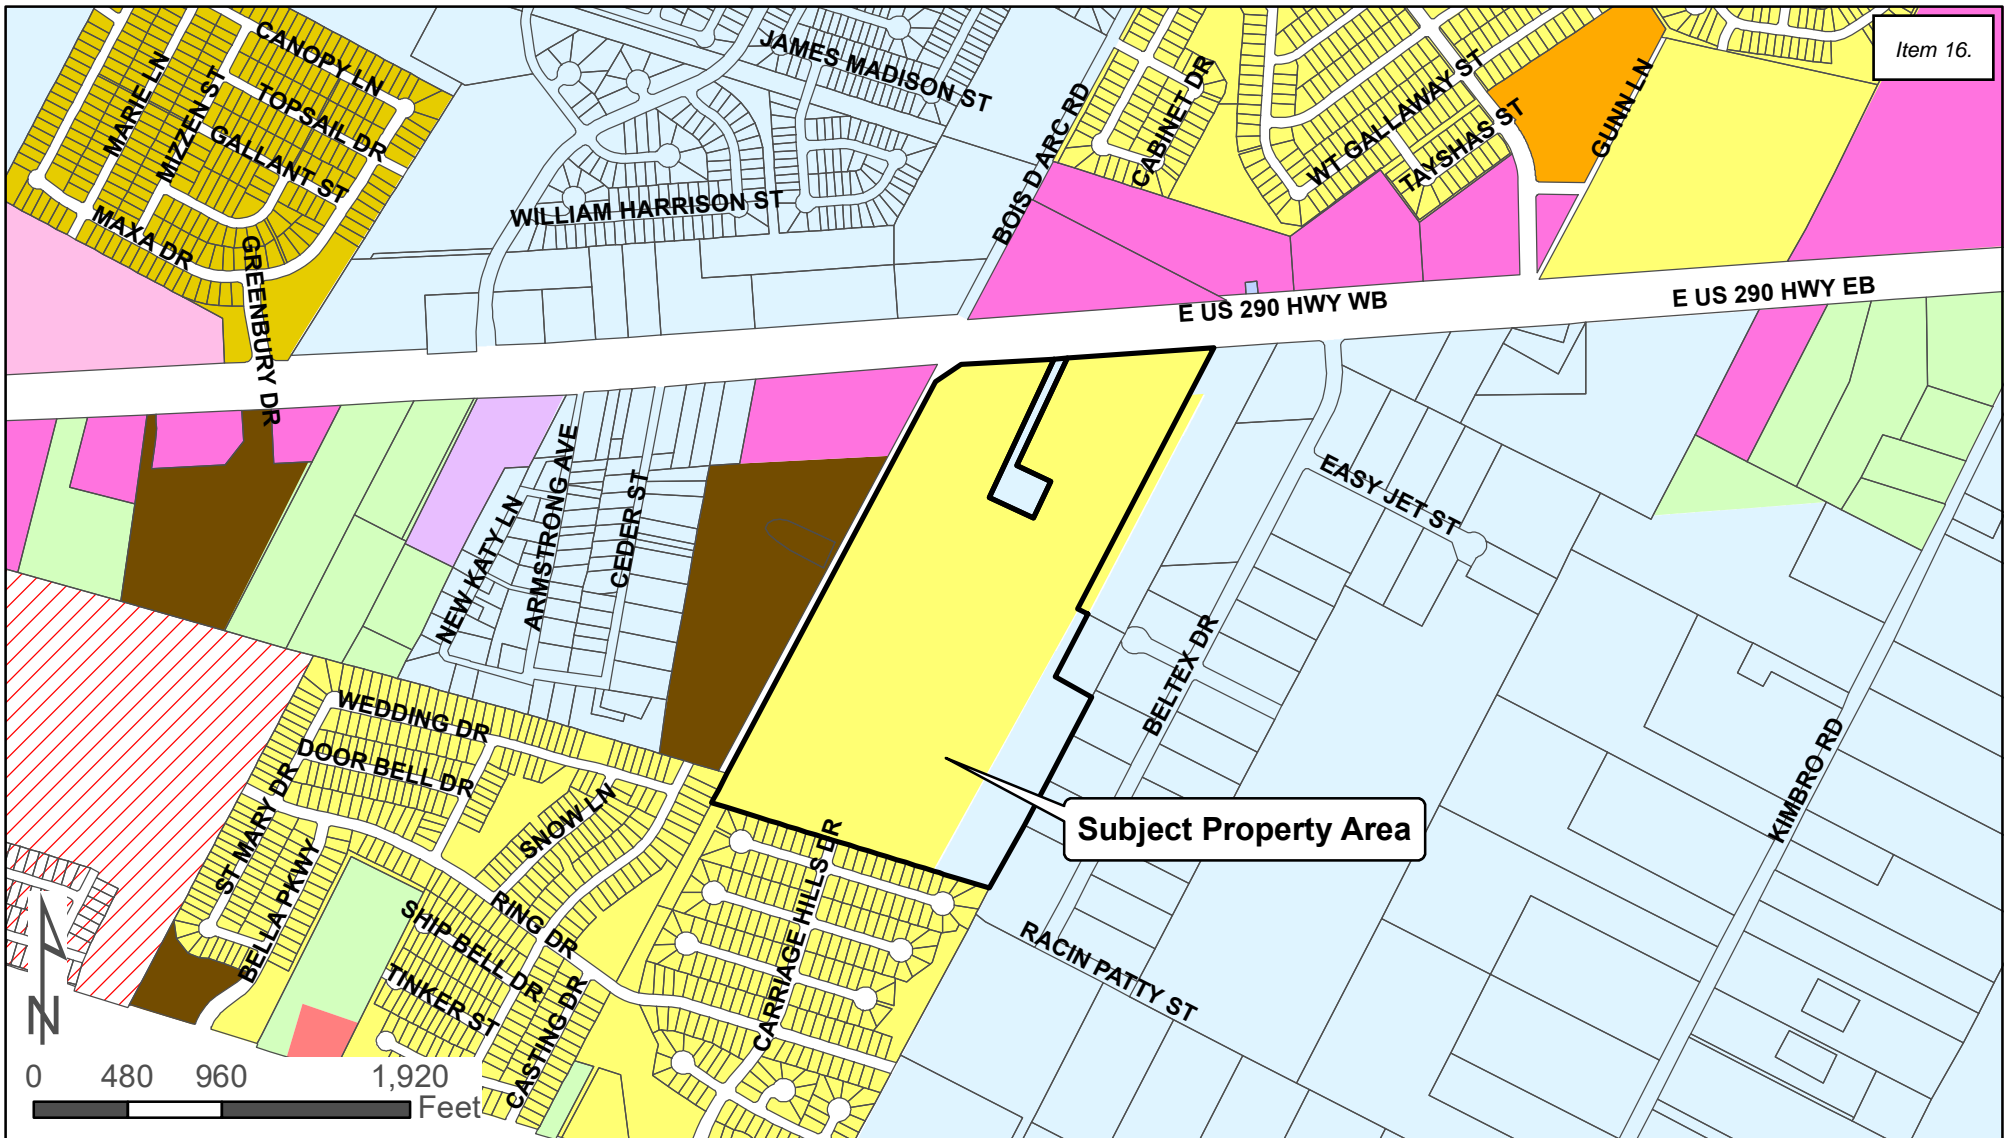 Item 16.
CANOPY LN
MARIE LN
MIZZEN ST
TOPSAIL DR
GALLANT ST
MAXA DR
GREENBURY DR
JAMES MADISON ST
WILLIAM HARRISON ST
BOIS D ARC RD
CABINET DR
WT GALLAWAY ST
TAYSHAS ST
GUNN LN
E US 290 HWY WB
E US 290 HWY EB
NEW KATY LN
ARMSTRONG AVE
CEDER ST
EASY JET ST
BELTEX DR
KIMBRO RD
WEDDING DR
DOOR BELL DR
ST MARY DR
SNOW LN
BELLA PKWY
RING DR
SHIP BELL DR
TINKER ST
CASTING DR
CARRIAGE HILLS DR
Subject Property Area
RACIN PATTY ST
N
0 480 960 1,920
Feet